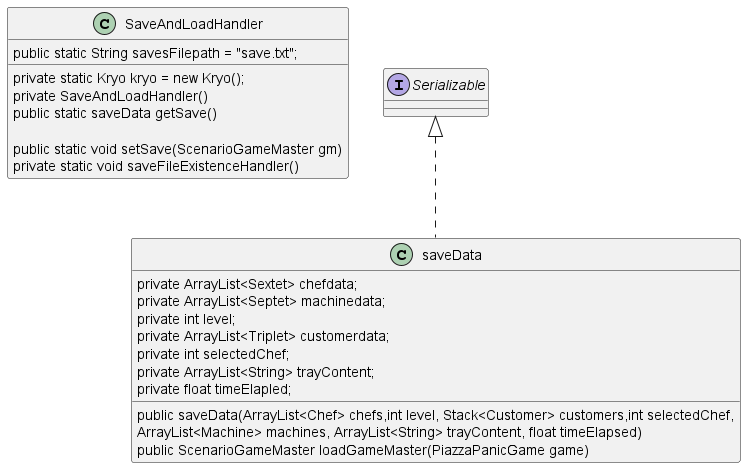 C SaveAndLoadHandler
public static String savesFilepath = "save.txt";
private static Kryo kryo = new Kryo();
private SaveAndLoadHandler()
public static saveData getSave()
public static void setSave(ScenarioGameMaster gm)
private static void saveFileExistenceHandler()
I Serializable
C saveData
private ArrayList<Sextet> chefdata;
private ArrayList<Septet> machinedata;
private int level;
private ArrayList<Triplet> customerdata;
private int selectedChef;
private ArrayList<String> trayContent;
private float timeElapled;
public saveData(ArrayList<Chef> chefs,int level, Stack<Customer> customers,int selectedChef,
ArrayList<Machine> machines, ArrayList<String> trayContent, float timeElapsed)
public ScenarioGameMaster loadGameMaster(PiazzaPanicGame game)